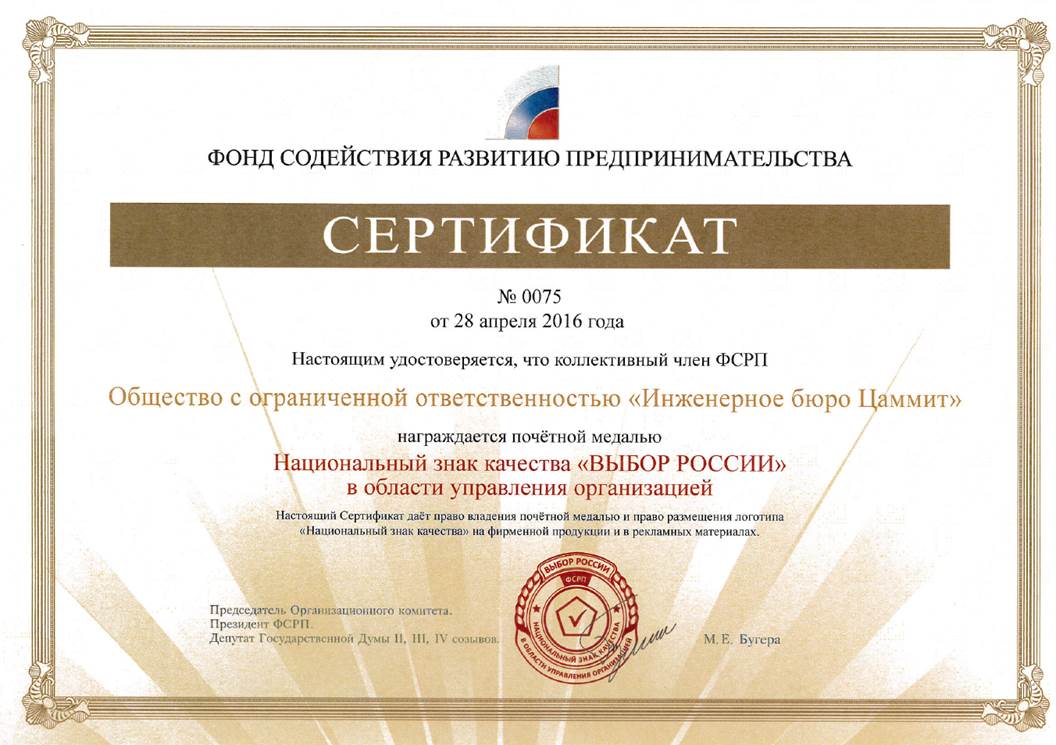 ФОНД СОДЕЙСТВИЯ РАЗВИТИЮ ПРЕДПРИНИМАТЕЛЬСТВА
СЕРТИФИКАТ
№ 0075
от 28 апреля 2016 года
Настоящим удостоверяется, что коллективный член ФСРП
Общество с ограниченной ответственностью «Инженерное бюро Цаммит»
награждается почётной медалью
Национальный знак качества «ВЫБОР РОССИИ»
в области управления организацией
Настоящий Сертификат даёт право владения почётной медалью и право размещения логотипа
«Национальный знак качества» на фирменной продукции и в рекламных материалах.
ВЫБОР РОССИИ
ФСРП
НАЦИОНАЛЬНЫЙ ЗНАК КАЧЕСТВА
В ОБЛАСТИ УПРАВЛЕНИЯ ОРГАНИЗАЦИЕЙ
Председатель Организационного комитета.
Президент ФСРП.
Депутат Государственной Думы II, III, IV созывов.
М.Е. Бугера